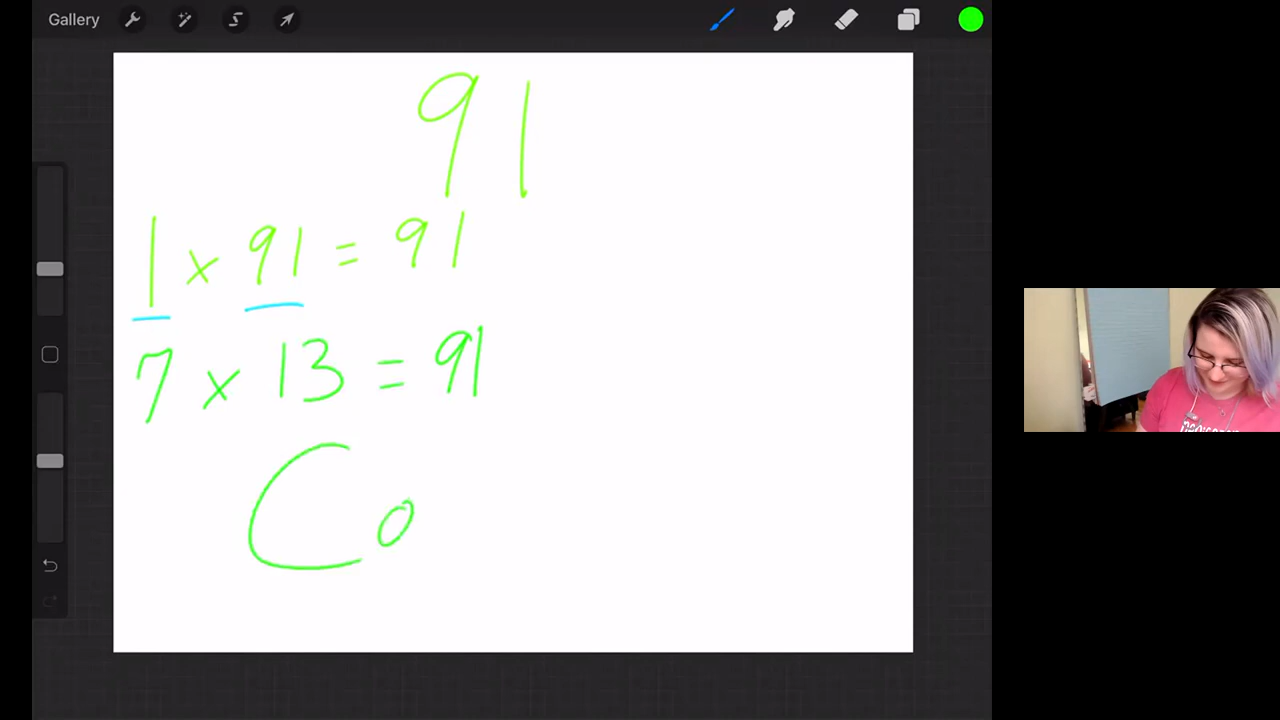 Gallery
91
1 x 91 = 91
7 x 13 = 91
Co